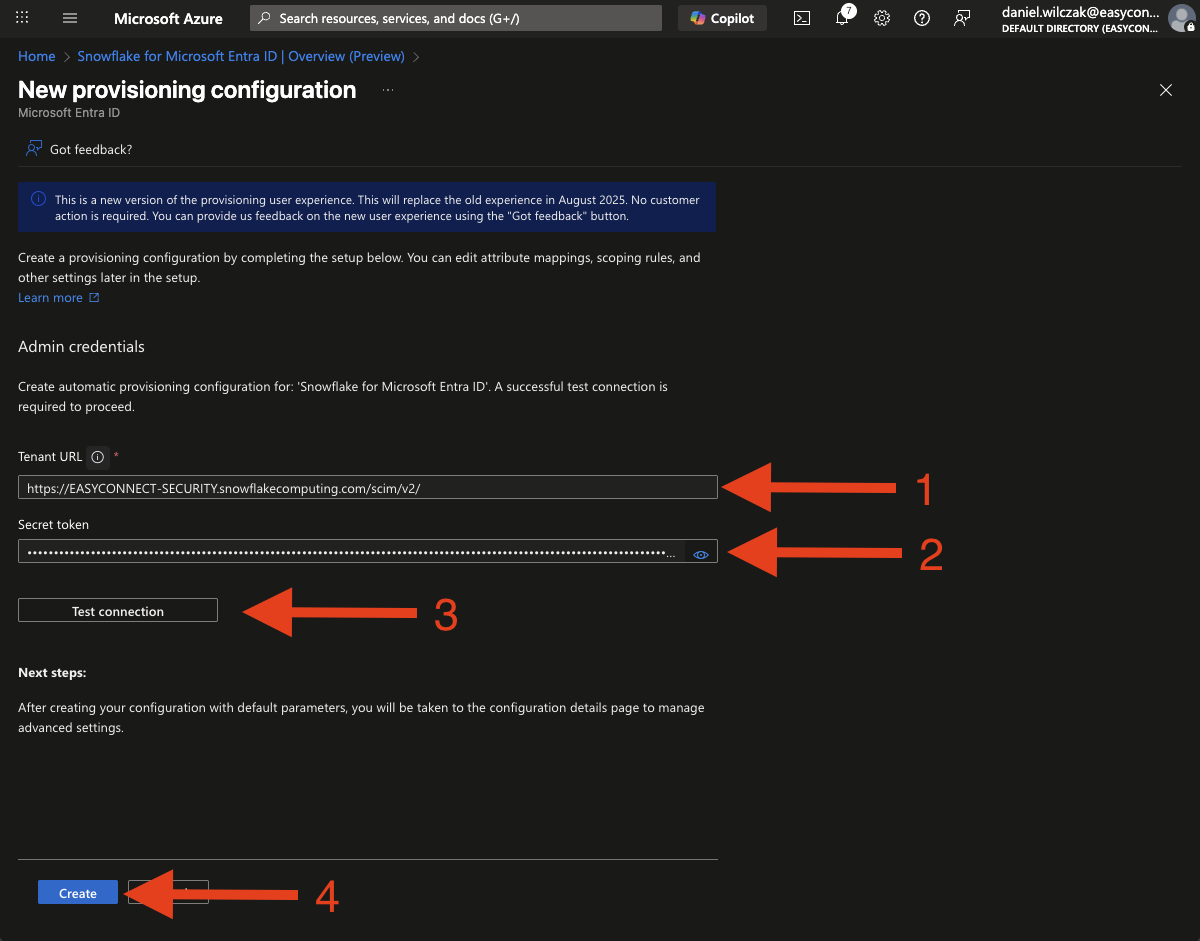 Microsoft Azure
Search resources, services, and docs (G+/)
Copilot
7
daniel.wilczak@easycon...
DEFAULT DIRECTORY (EASYCON...
Home > Snowflake for Microsoft Entra ID | Overview (Preview) >
New provisioning configuration ...
Microsoft Entra ID
Got feedback?
This is a new version of the provisioning user experience. This will replace the old experience in August 2025. No customer
action is required. You can provide us feedback on the new user experience using the "Got feedback" button.
Create a provisioning configuration by completing the setup below. You can edit attribute mappings, scoping rules, and
other settings later in the setup.
Learn more
Admin credentials
Create automatic provisioning configuration for: 'Snowflake for Microsoft Entra ID'. A successful test connection is
required to proceed.
Tenant URL *
https://EASYCONNECT-SECURITY.snowflakecomputing.com/scim/v2/
1
Secret token
2
Test connection
3
Next steps:
After creating your configuration with default parameters, you will be taken to the configuration details page to manage
advanced settings.
Create
4